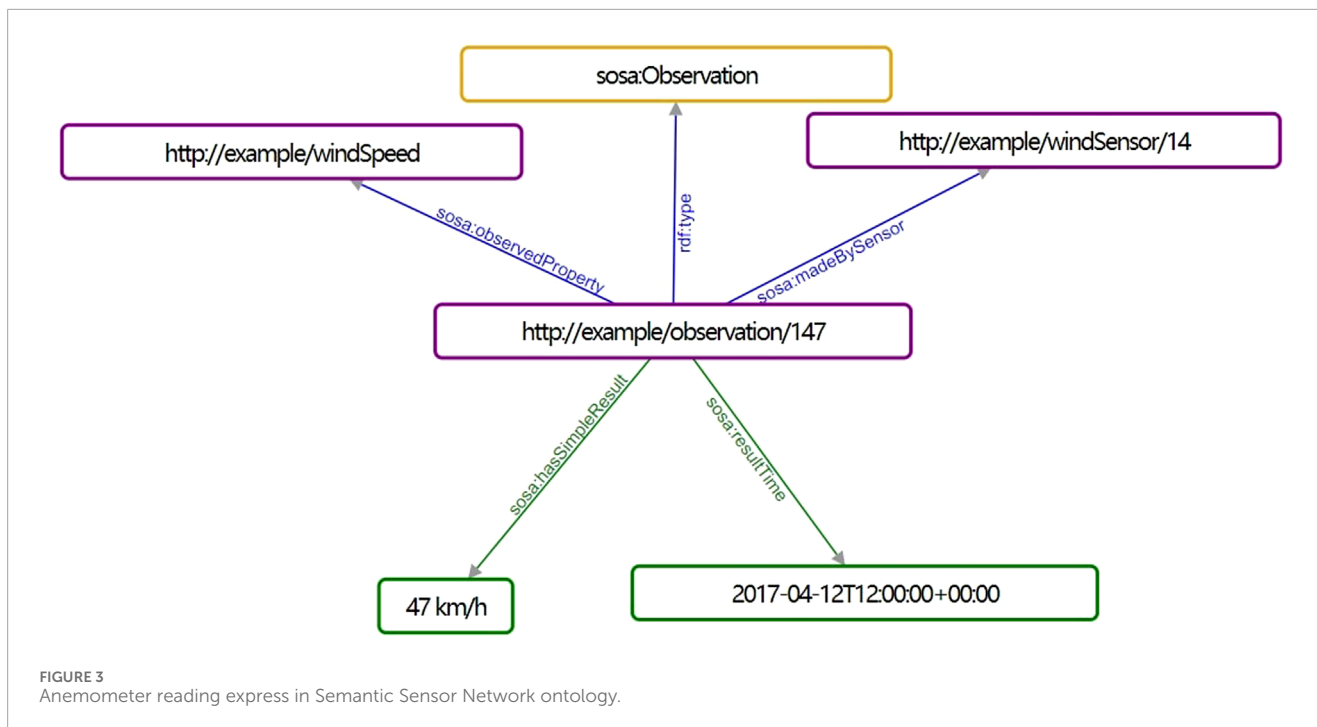 sosa:Observation
http://example/windSpeed
http://example/windSensor/14
sosa:observedProperty
rdf:type
sosa:madeBySensor
http://example/observation/147
sosa:hasSimpleResult
sosa:resultTime
47 km/h
2017-04-12T12:00:00+00:00
FIGURE 3
Anemometer reading express in Semantic Sensor Network ontology.